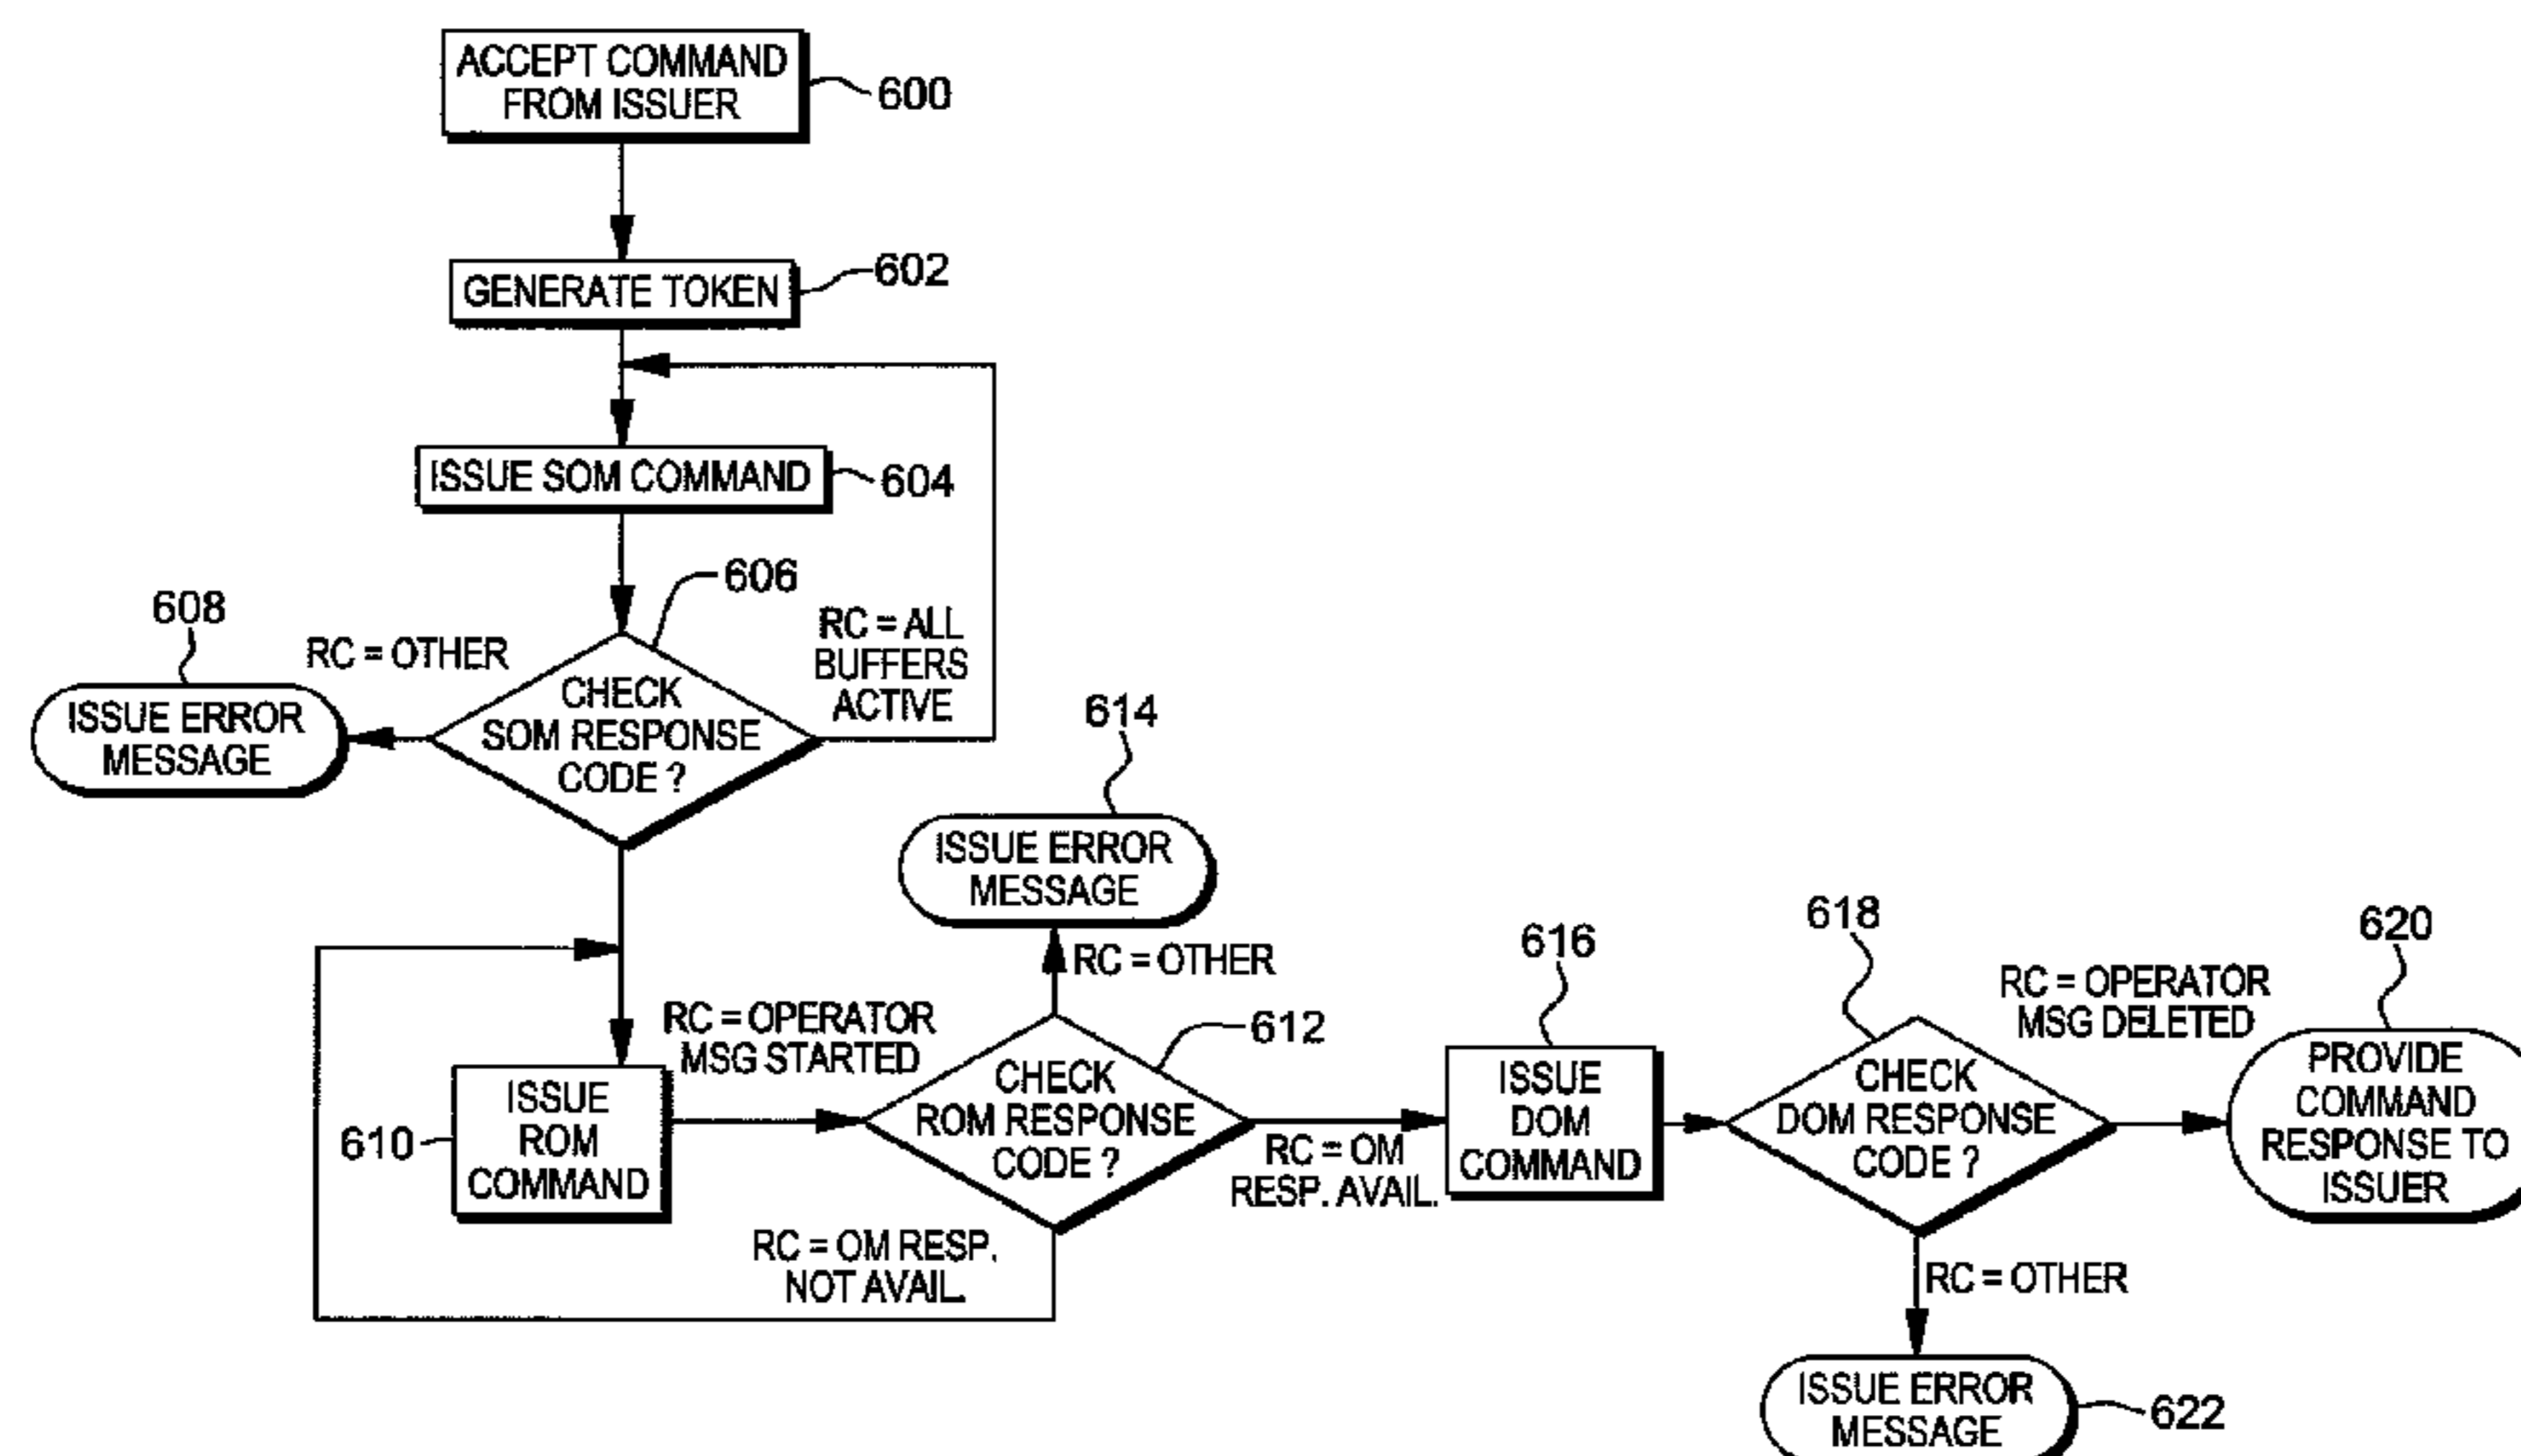 ACCEPT COMMAND
FROM ISSUER
600
GENERATE TOKEN
602
ISSUE SOM COMMAND
604
606
CHECK
SOM RESPONSE
CODE ?
RC = ALL
BUFFERS
ACTIVE
RC = OTHER
608
ISSUE ERROR
MESSAGE
610
ISSUE
ROM
COMMAND
RC = OPERATOR
MSG STARTED
612
CHECK
ROM RESPONSE
CODE ?
RC = OTHER
614
ISSUE ERROR
MESSAGE
RC = OM RESP.
NOT AVAIL.
RC = OM
RESP. AVAIL.
616
ISSUE
DOM
COMMAND
618
CHECK
DOM RESPONSE
CODE ?
RC = OPERATOR
MSG DELETED
620
PROVIDE
COMMAND
RESPONSE TO
ISSUER
RC = OTHER
ISSUE ERROR
MESSAGE
622